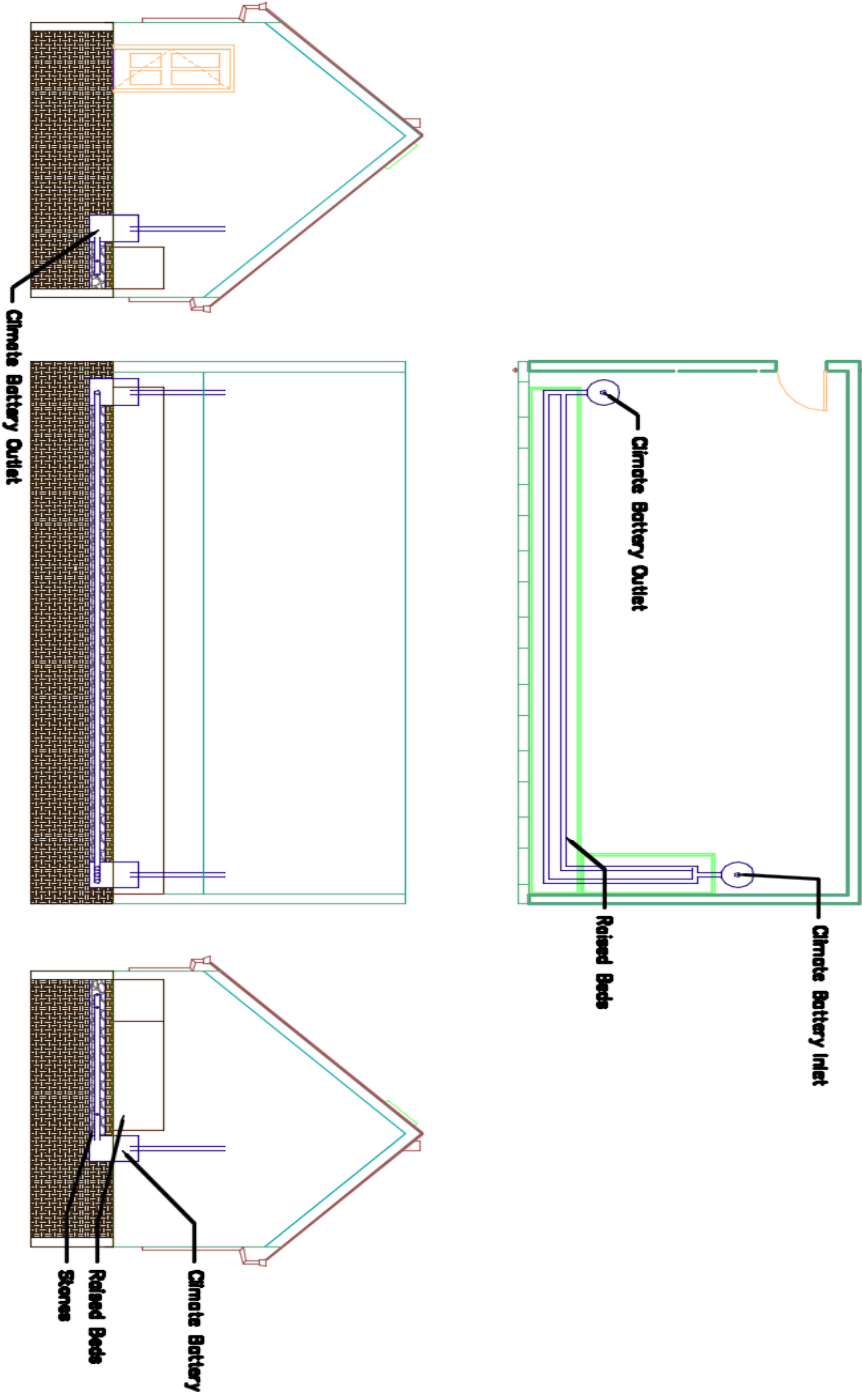 Climate Battery Outlet
Climate Battery Outlet
Raised Beds
Climate Battery Inlet
Climate Battery
Raised Beds
Stones